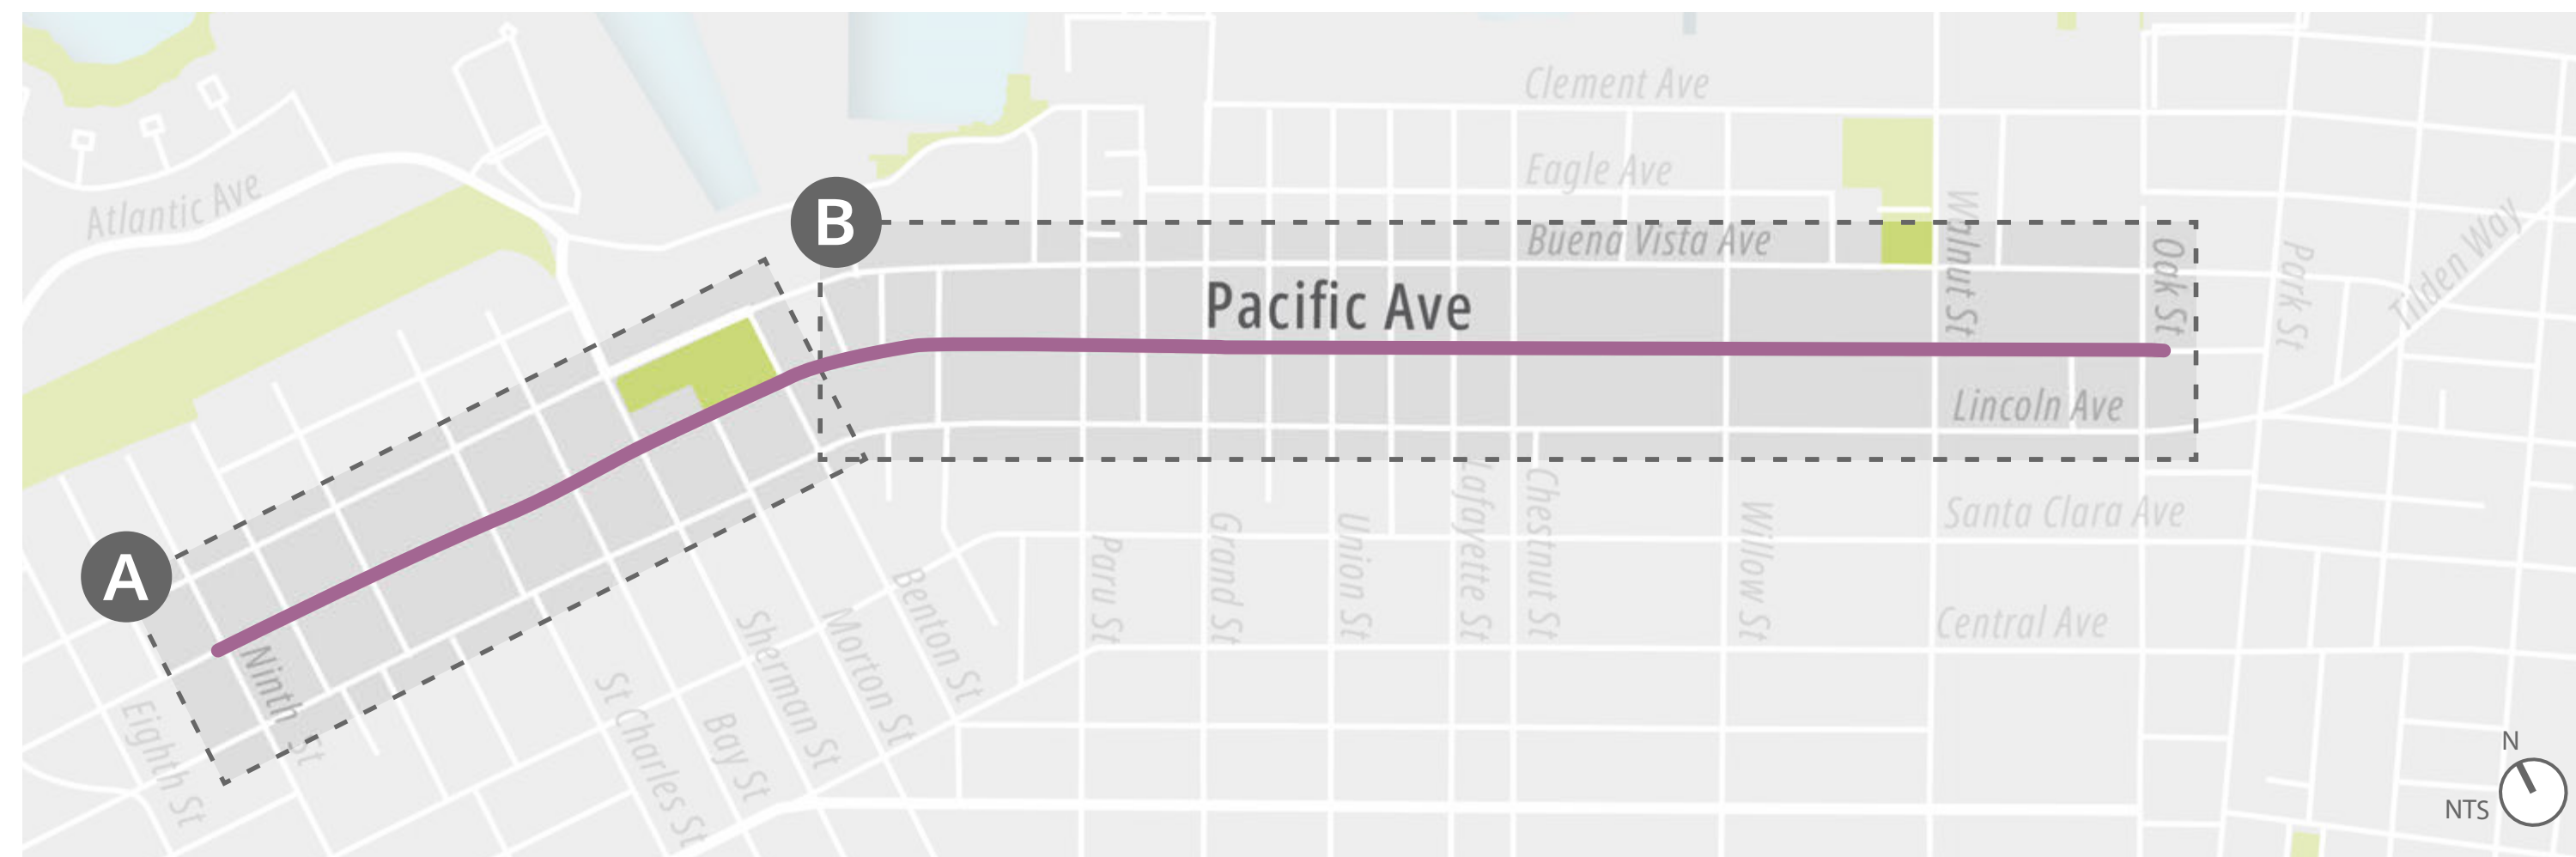 Clement Ave
Eagle Ave
Atlantic Ave
B
Buena Vista Ave
Walnut St
Oak St
Park St
Tilden Way
Pacific Ave
Lincoln Ave
A
Ninth St
Eighth St
St Charles St
Bay St
Sherman St
Morton St
Benton St
Paru St
Grand St
Union St
Lafayette St
Chestnut St
Willow St
Santa Clara Ave
Central Ave
N
NTS